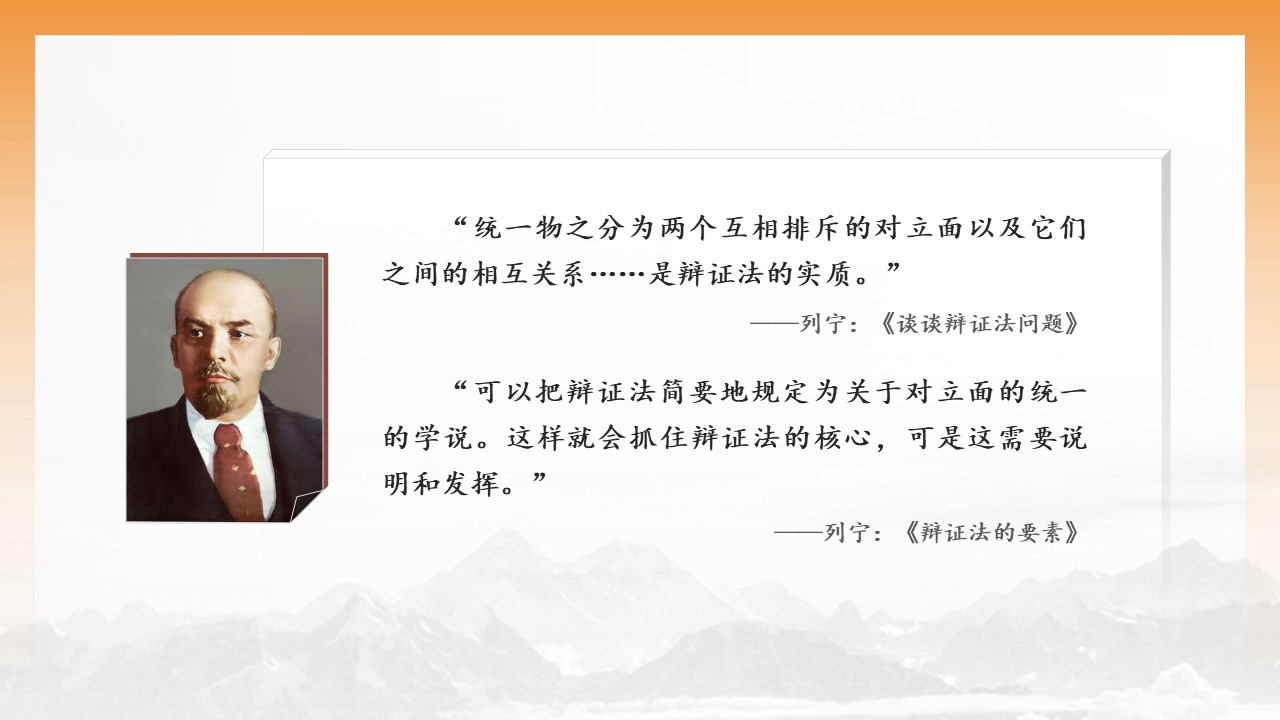 “统一物之分为两个互相排斥的对立面以及它们
之间的相互关系……是辩证法的实质。”
——列宁：《谈谈辩证法问题》
“可以把辩证法简要地规定为关于对立面的统一
的学说。这样就会抓住辩证法的核心，可是这需要说
明和发挥。”
——列宁：《辩证法的要素》